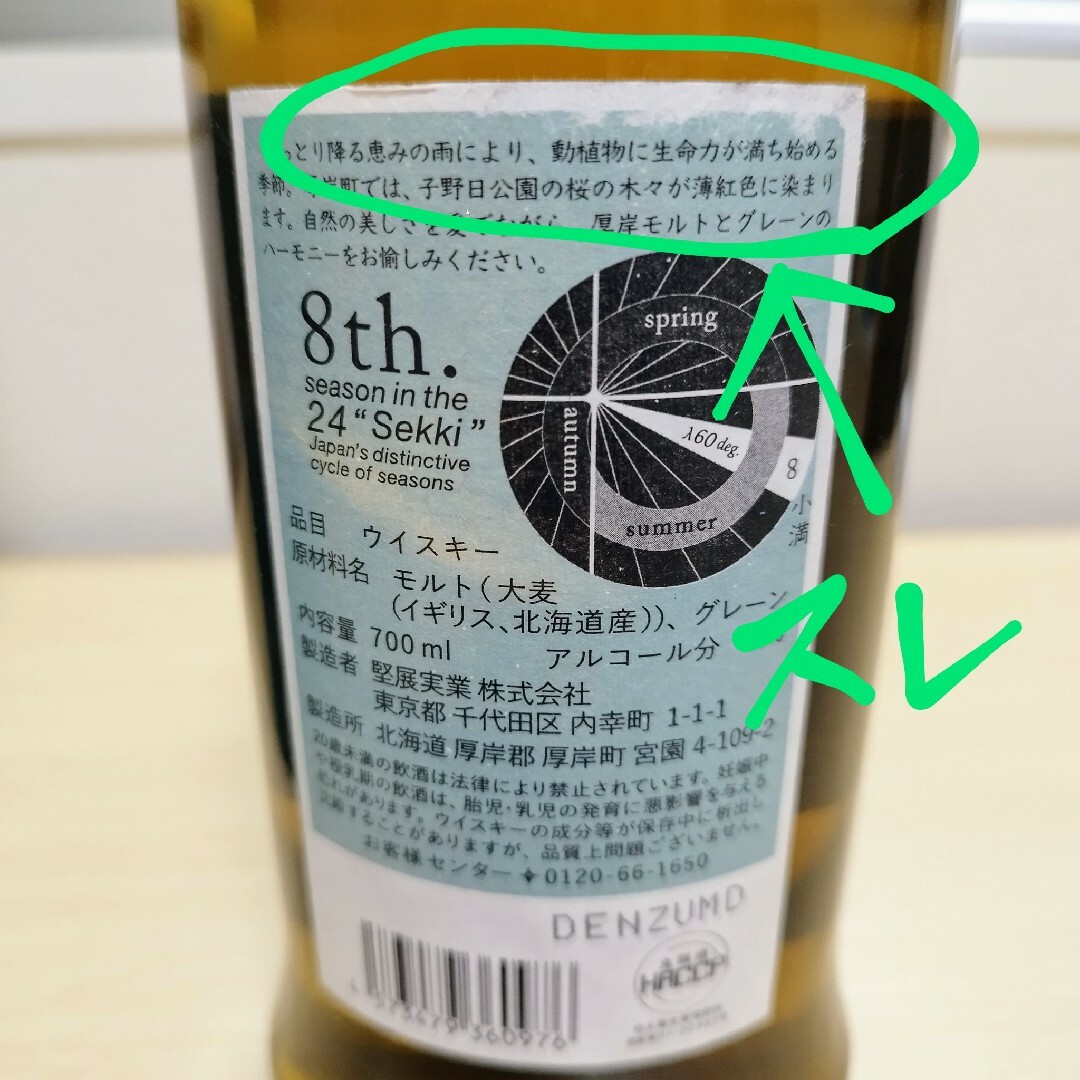 とり降る恵みの雨により、動植物に生命力が満ち始める
季節。厚岸町では、子野日公園の桜の木々が薄紅色に染まり
ます。自然の美しさを愛でながら、厚岸モルトとグレーンの
ハーモニーをお愉しみください。
8th.
season in the
24 “Sekki”
Japan's distinctive
cycle of seasons
spring
autumn
summer
λ60 deg.
8
小満
品目 ウイスキー
原材料名 モルト(大麦
(イギリス、北海道産))、グレーン
内容量 700ml アルコール分
製造者 堅展実業 株式会社
東京都 千代田区 内幸町 1-1-1
製造所 北海道 厚岸郡 厚岸町 宮園 4-109-2
20歳未満の飲酒は法律により禁止されています。妊娠中
や授乳期の飲酒は、胎児・乳児の発育に悪影響を与える
恐れがあります。ウイスキーの成分等が保存中に析出し
沈殿することがありますが、品質上問題ございません。
お客様センター 0120-66-1650
DENZUMD
HACCP
4 573479 360976
スレ